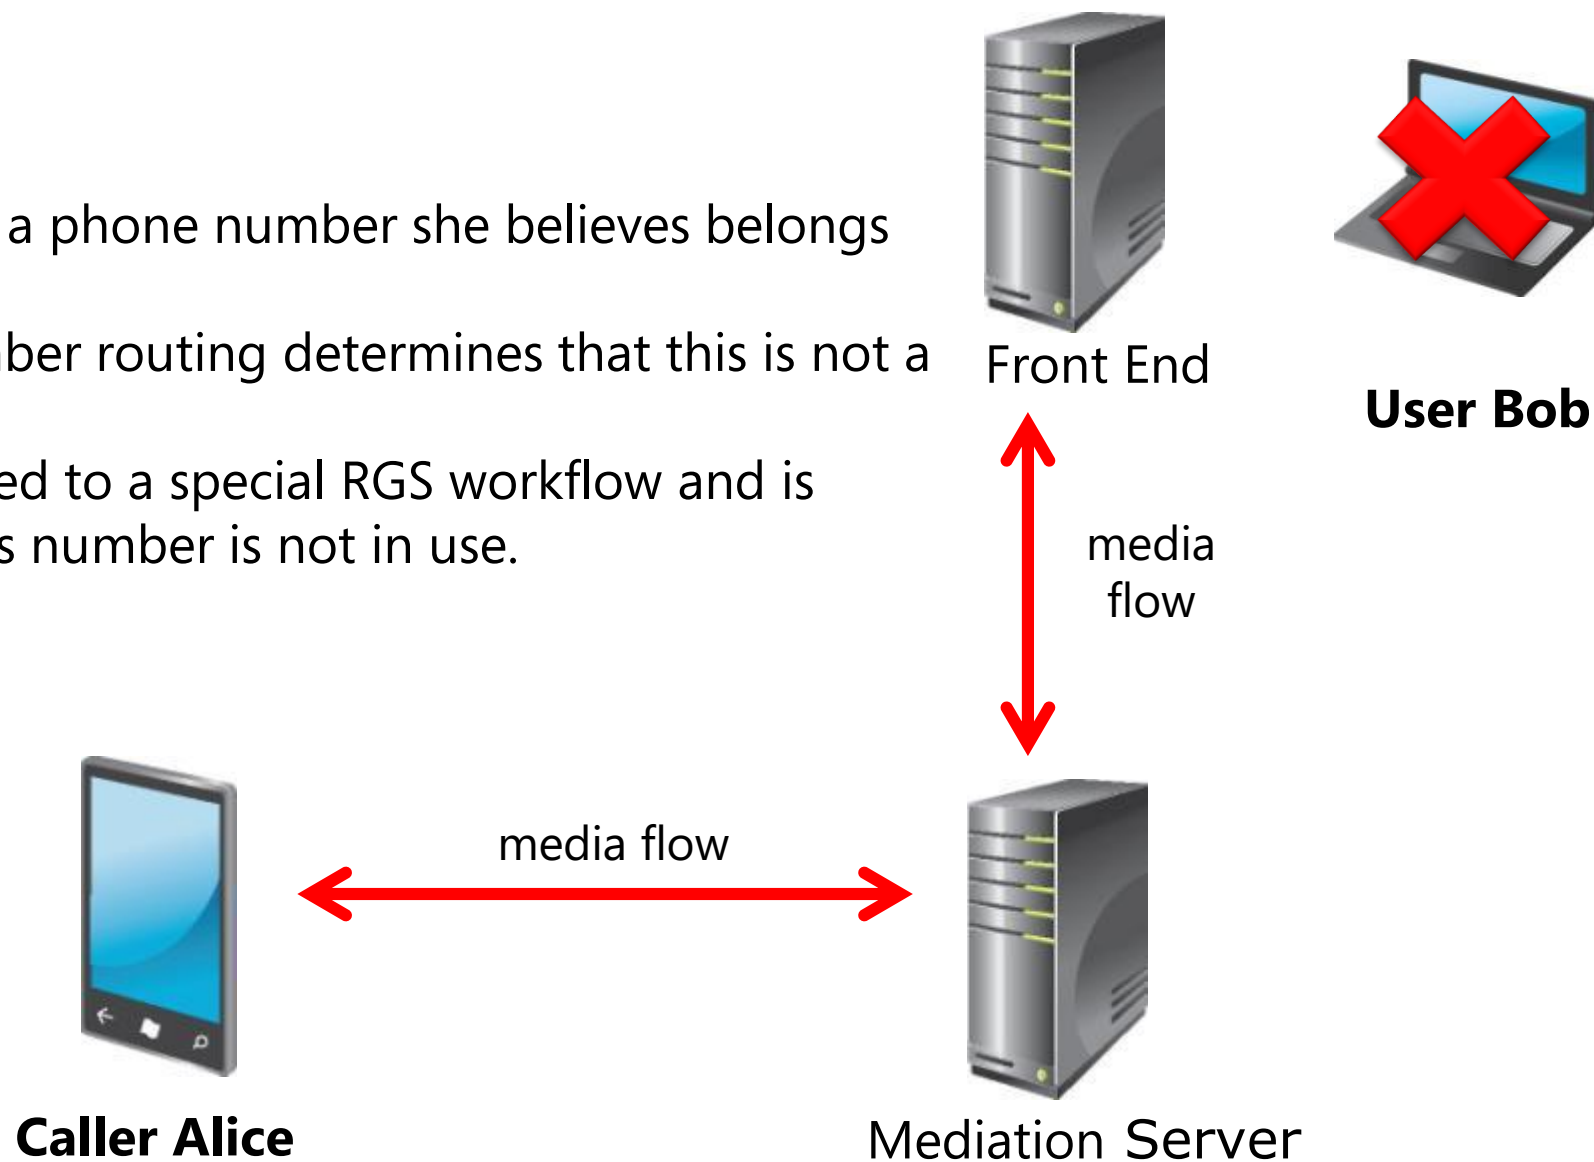 a phone number she believes belongs
ber routing determines that this is not a
ed to a special RGS workflow and is
s number is not in use.
Front End
User Bob
media
flow
media flow
Caller Alice
Mediation Server